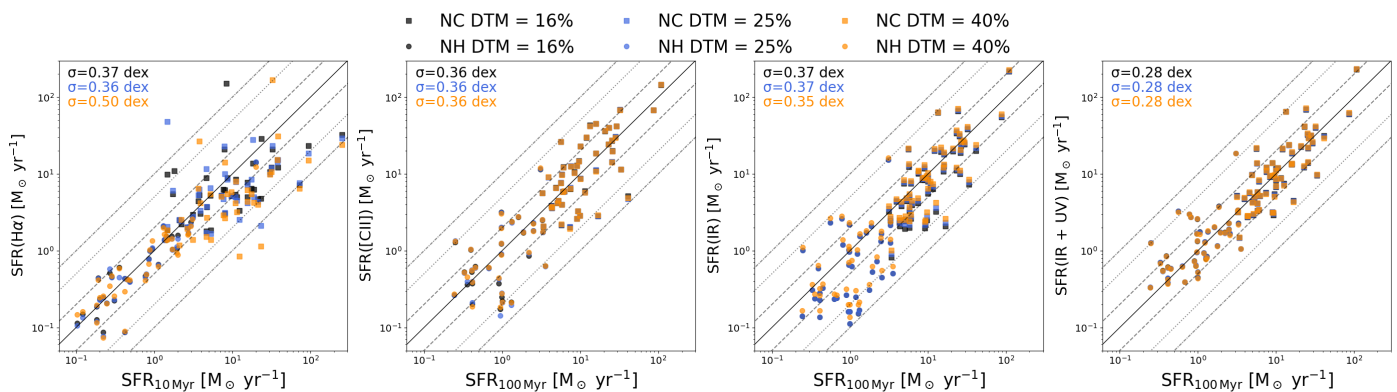 NC DTM = 16%
NC DTM = 25%
NC DTM = 40%
NH DTM = 16%
NH DTM = 25%
NH DTM = 40%
σ=0.37 dex
σ=0.36 dex
σ=0.50 dex
10²
10¹
10⁰
10⁻¹
SFR(Hα) [M⊙ yr⁻¹]
10⁻¹ 10⁰ 10¹ 10²
SFR₁₀ Myr [M⊙ yr⁻¹]
σ=0.36 dex
σ=0.36 dex
σ=0.36 dex
10²
10¹
10⁰
10⁻¹
SFR([CII]) [M⊙ yr⁻¹]
10⁻¹ 10⁰ 10¹ 10²
SFR₁₀₀ Myr [M⊙ yr⁻¹]
σ=0.37 dex
σ=0.37 dex
σ=0.35 dex
10²
10¹
10⁰
10⁻¹
SFR(IR) [M⊙ yr⁻¹]
10⁻¹ 10⁰ 10¹ 10²
SFR₁₀₀ Myr [M⊙ yr⁻¹]
σ=0.28 dex
σ=0.28 dex
σ=0.28 dex
10²
10¹
10⁰
10⁻¹
SFR(IR + UV) [M⊙ yr⁻¹]
10⁻¹ 10⁰ 10¹ 10²
SFR₁₀₀ Myr [M⊙ yr⁻¹]